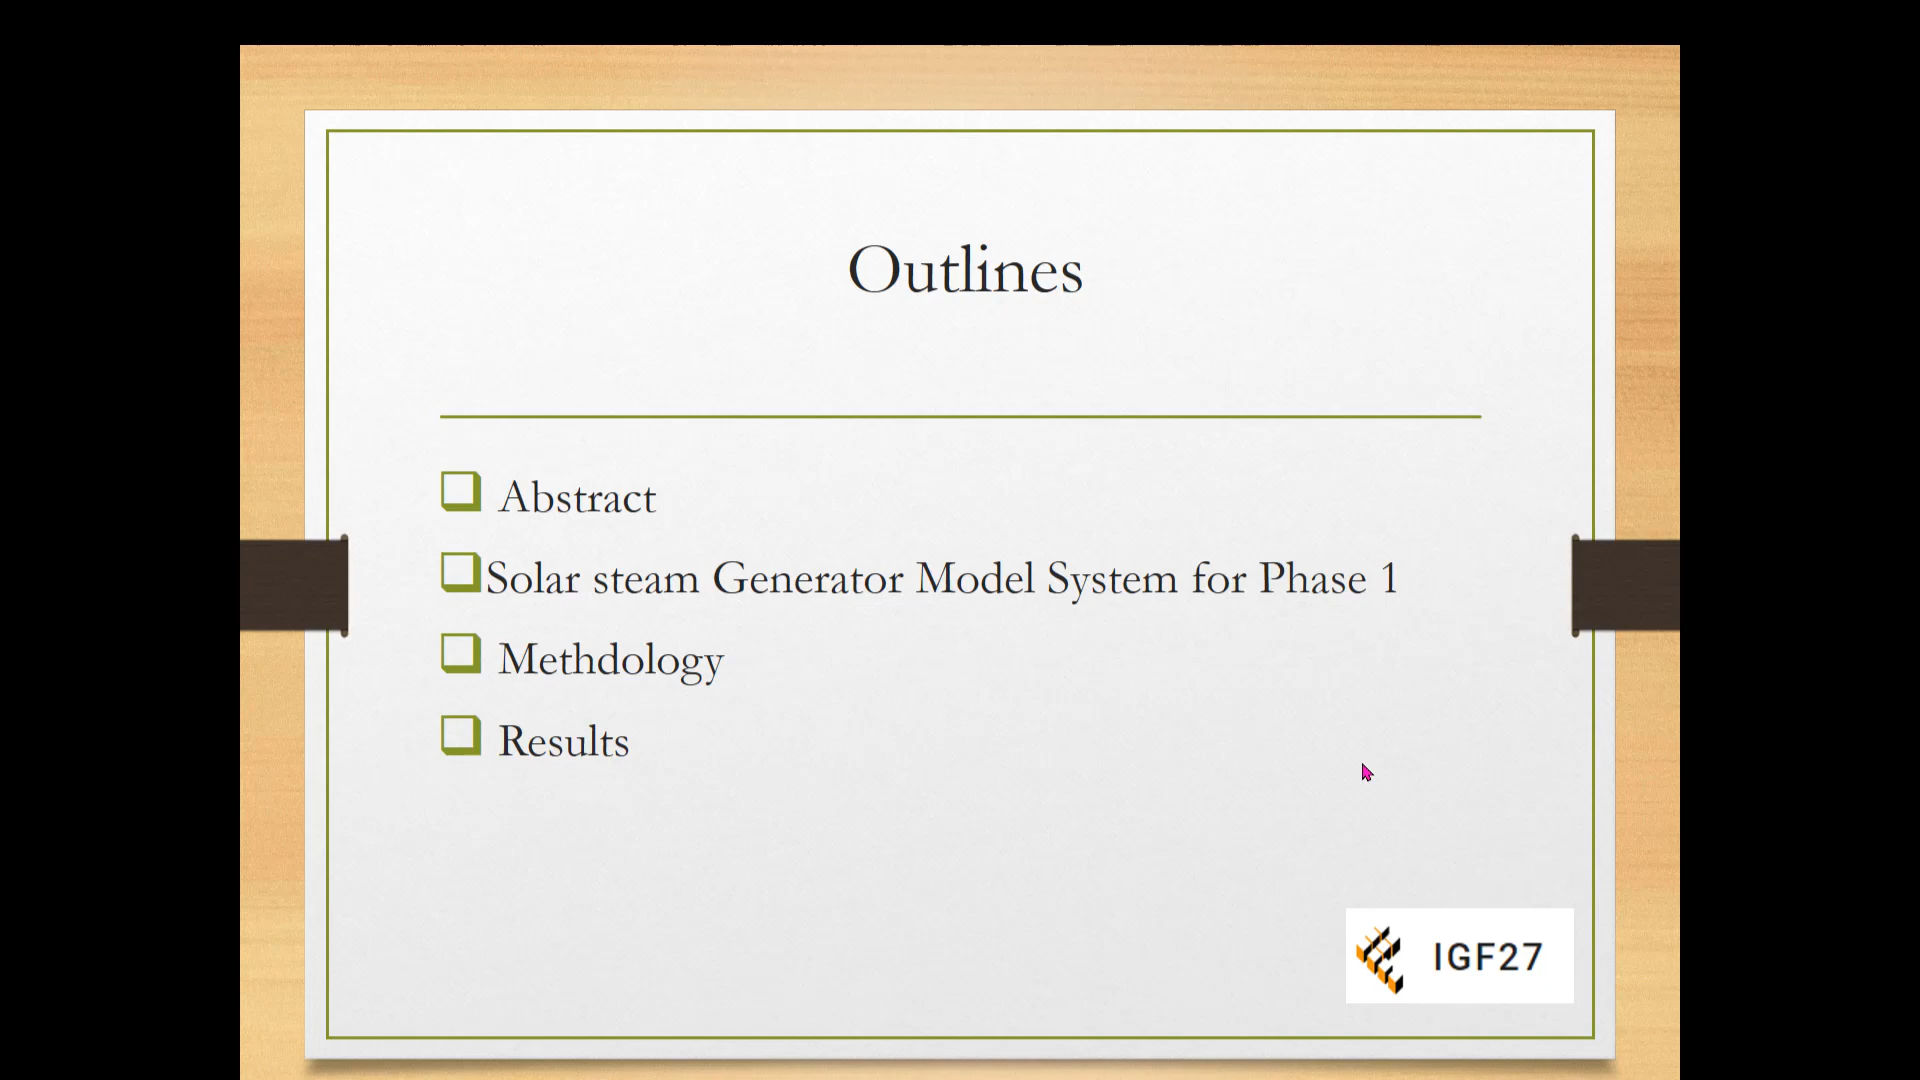 Outlines
Abstract
Solar steam Generator Model System for Phase 1
Methdology
Results
IGF27